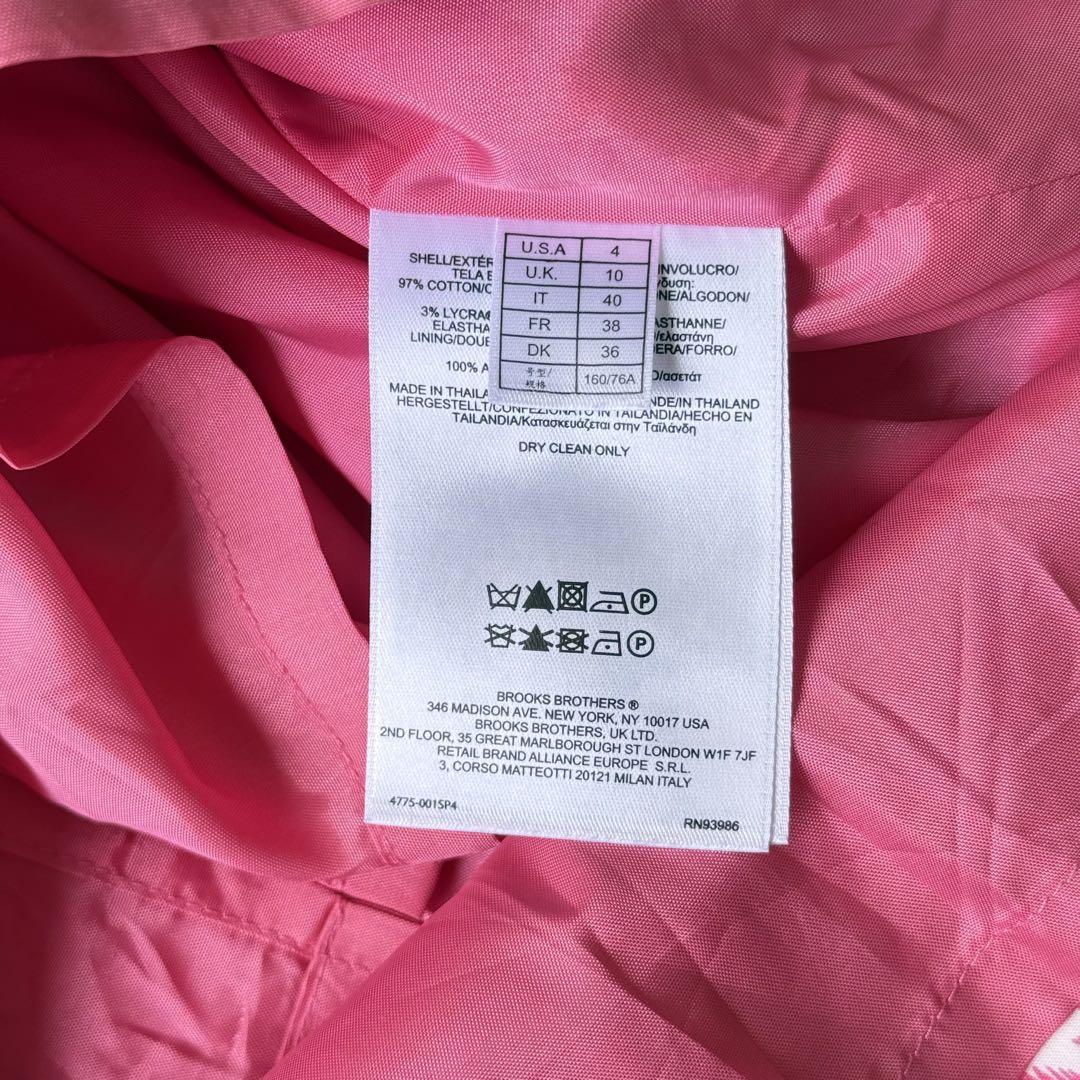 U.S.A 4
U.K. 10
IT 40
FR 38
DK 36
号型/规格 160/76A
SHELL/EXTÉR INVOLUCRO/
TELA E νδυση:
97% COTTON/C NE/ALGODON/
3% LYCRA ASTHANNE/
ELASTHA /ελαστάνη
LINING/DOU ERA/FORRO/
100% A O/ασετάτ
MADE IN THAILA NDE/IN THAILAND
HERGESTELLT/CONFEZIONATO IN TAILANDIA/HECHO EN
TAILANDIA/Κατασκευάζεται στην Ταϊλάνδη
DRY CLEAN ONLY
P
P
BROOKS BROTHERS ®
346 MADISON AVE. NEW YORK, NY 10017 USA
BROOKS BROTHERS, UK LTD.
2ND FLOOR, 35 GREAT MARLBOROUGH ST LONDON W1F 7JF
RETAIL BRAND ALLIANCE EUROPE S.R.L.
3, CORSO MATTEOTTI 20121 MILAN ITALY
4775-001SP4
RN93986